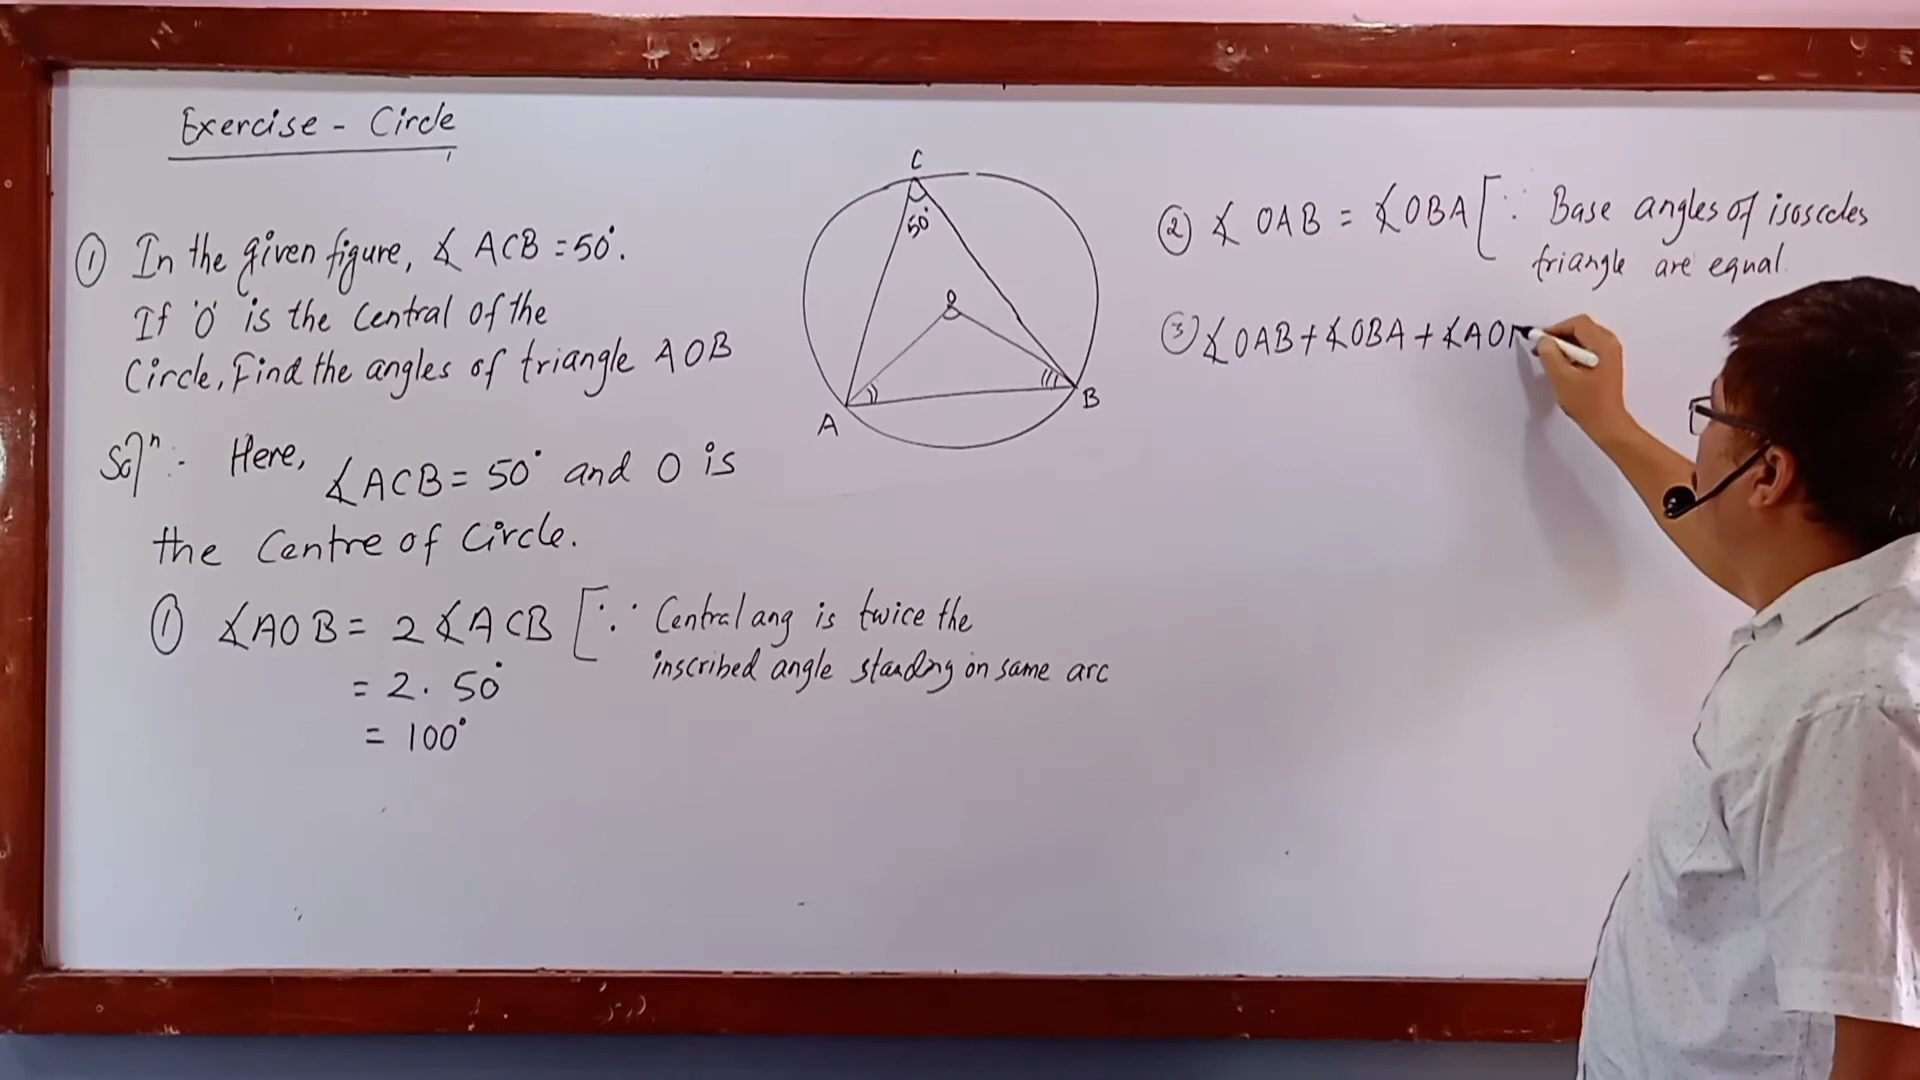 Exercise - Circle
① In the given figure, ∡ ACB = 50°.
If 'O' is the Central of the
Circle, Find the angles of triangle AOB
Solⁿ :- Here, ∡ACB = 50° and O is
the Centre of Circle.
① ∡AOB = 2 ∡ACB [∵ Central ang is twice the
inscribed angle standing on same arc
= 2. 50°
= 100°
C
50°
O
A
B
② ∡ OAB = ∡OBA [∵ Base angles of isosceles
triangle are equal.
③ ∡OAB + ∡OBA + ∡AO